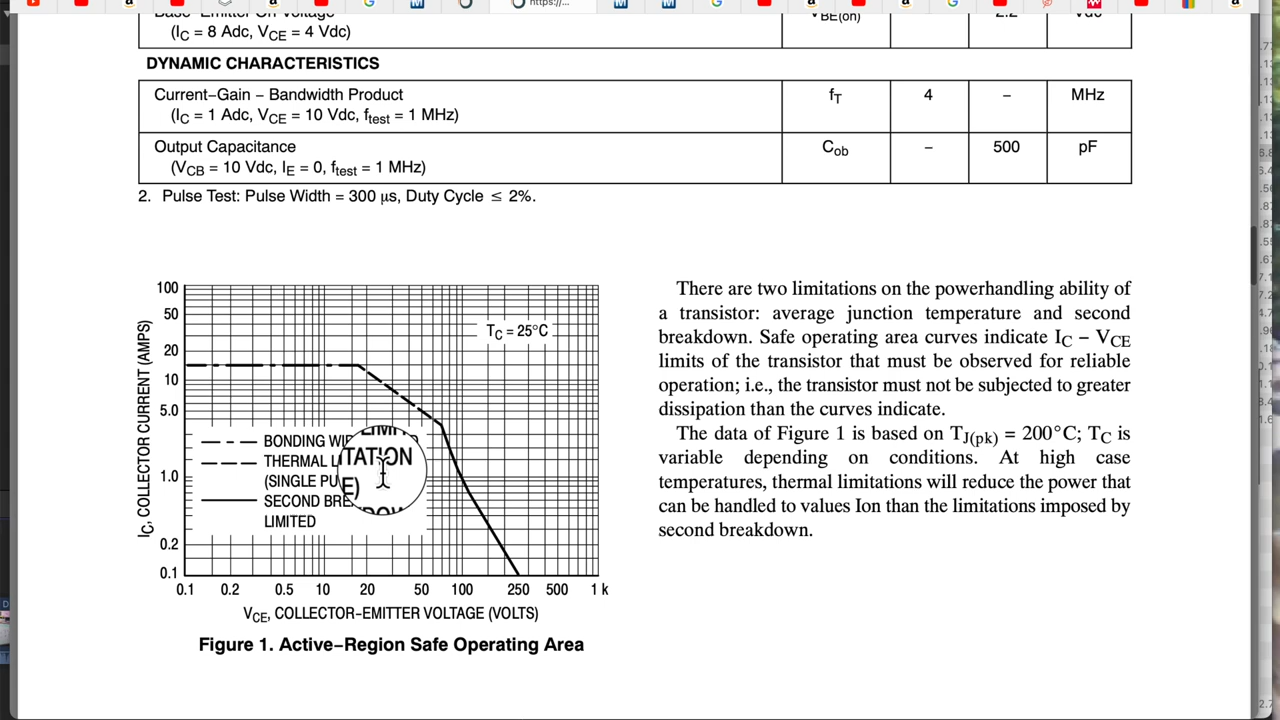 Base–Emitter On Voltage
(IC = 8 Adc, VCE = 4 Vdc)
VBE(on)
2.2
Vdc
DYNAMIC CHARACTERISTICS
Current–Gain – Bandwidth Product
(IC = 1 Adc, VCE = 10 Vdc, ftest = 1 MHz)
fT
4
–
MHz
Output Capacitance
(VCB = 10 Vdc, IE = 0, ftest = 1 MHz)
Cob
–
500
pF
2. Pulse Test: Pulse Width = 300 µs, Duty Cycle ≤ 2%.
IC, COLLECTOR CURRENT (AMPS)
100
50
20
10
5.0
1.0
0.2
0.1
TC = 25°C
BONDING
THERMAL
TATION
(SINGLE
E)
SECOND
LIMITED
0.1 0.2 0.5 10 20 50 100 250 500 1 k
VCE, COLLECTOR–EMITTER VOLTAGE (VOLTS)
Figure 1. Active–Region Safe Operating Area
There are two limitations on the powerhandling ability of
a transistor: average junction temperature and second
breakdown. Safe operating area curves indicate IC – VCE
limits of the transistor that must be observed for reliable
operation; i.e., the transistor must not be subjected to greater
dissipation than the curves indicate.
The data of Figure 1 is based on TJ(pk) = 200°C; TC is
variable depending on conditions. At high case
temperatures, thermal limitations will reduce the power that
can be handled to values Ion than the limitations imposed by
second breakdown.